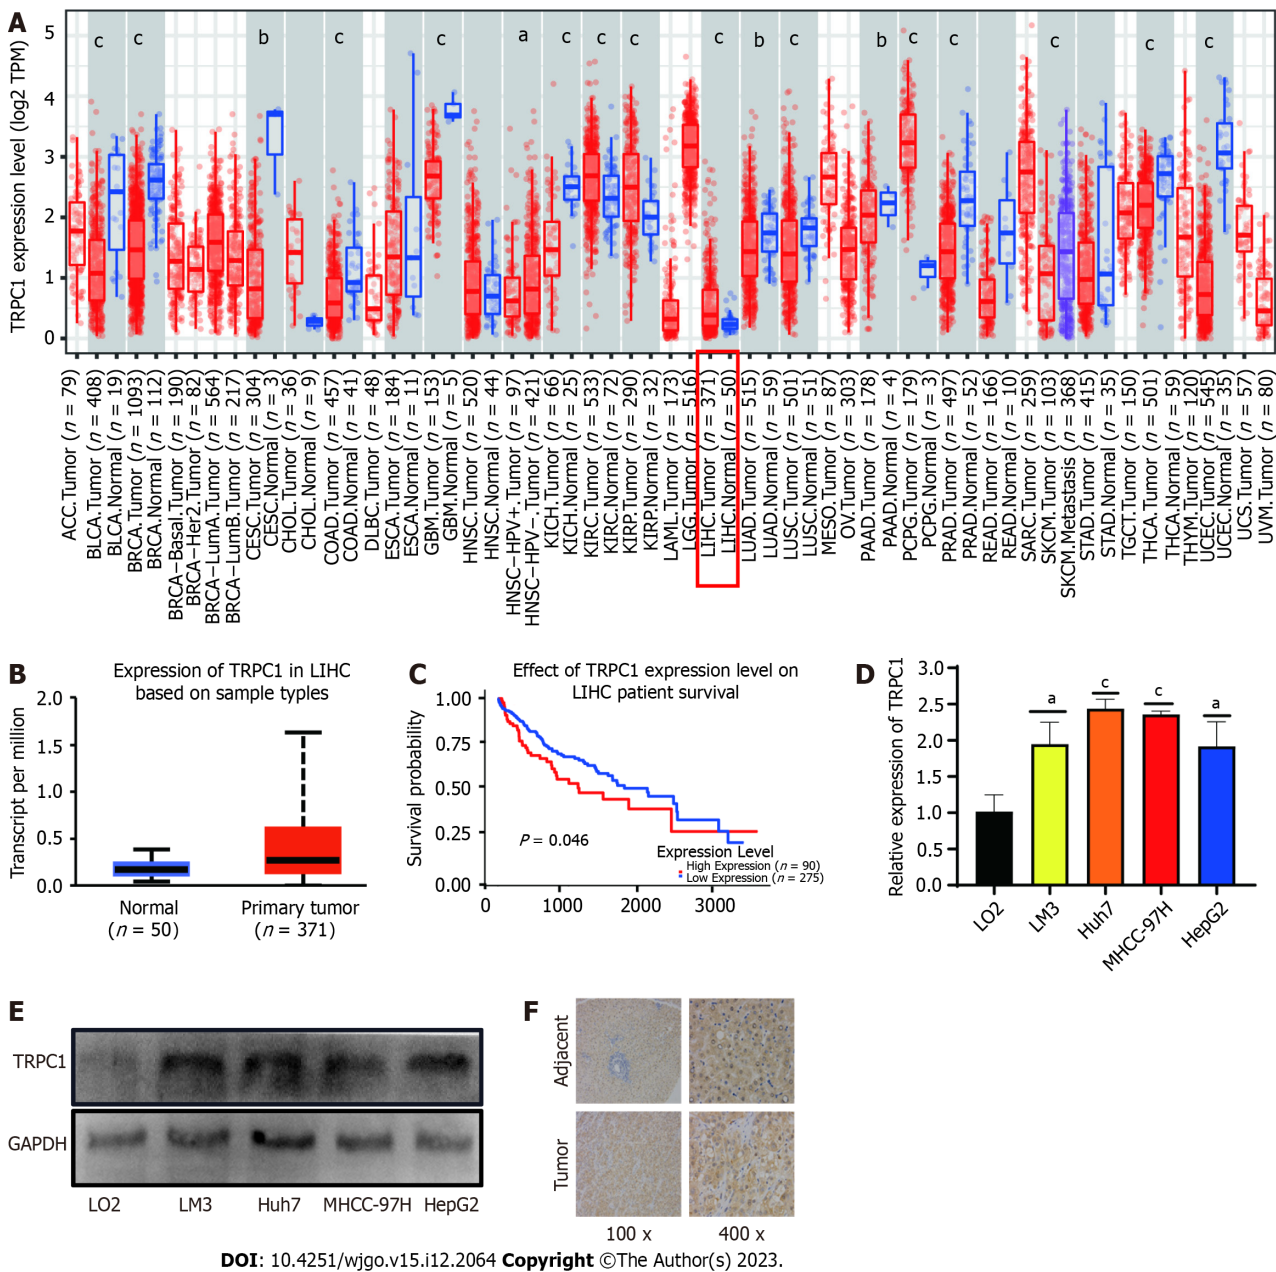 A
TRPC1 expression level (log2 TPM)
5
4
3
2
1
0
c c b c c a c c c c b c b c c c c c
ACC.Tumor (n = 79)
BLCA.Tumor (n = 408)
BLCA.Normal (n = 19)
BRCA.Tumor (n = 1093)
BRCA.Normal (n = 112)
BRCA−Basal.Tumor (n = 190)
BRCA−Her2.Tumor (n = 82)
BRCA−LumA.Tumor (n = 564)
BRCA−LumB.Tumor (n = 217)
CESC.Tumor (n = 304)
CESC.Normal (n = 3)
CHOL.Tumor (n = 36)
CHOL.Normal (n = 9)
COAD.Tumor (n = 457)
COAD.Normal (n = 41)
DLBC.Tumor (n = 48)
ESCA.Tumor (n = 184)
ESCA.Normal (n = 11)
GBM.Tumor (n = 153)
GBM.Normal (n = 5)
HNSC.Tumor (n = 520)
HNSC.Normal (n = 44)
HNSC−HPV+.Tumor (n = 97)
HNSC−HPV−.Tumor (n = 421)
KICH.Tumor (n = 66)
KICH.Normal (n = 25)
KIRC.Tumor (n = 533)
KIRC.Normal (n = 72)
KIRP.Tumor (n = 290)
KIRP.Normal (n = 32)
LAML.Tumor (n = 173)
LGG.Tumor (n = 516)
LIHC.Tumor (n = 371)
LIHC.Normal (n = 50)
LUAD.Tumor (n = 515)
LUAD.Normal (n = 59)
LUSC.Tumor (n = 501)
LUSC.Normal (n = 51)
MESO.Tumor (n = 87)
OV.Tumor (n = 303)
PAAD.Tumor (n = 178)
PAAD.Normal (n = 4)
PCPG.Tumor (n = 179)
PCPG.Normal (n = 3)
PRAD.Tumor (n = 497)
PRAD.Normal (n = 52)
READ.Tumor (n = 166)
READ.Normal (n = 10)
SARC.Tumor (n = 259)
SKCM.Tumor (n = 103)
SKCM.Metastasis (n = 368)
STAD.Tumor (n = 415)
STAD.Normal (n = 35)
TGCT.Tumor (n = 150)
THCA.Tumor (n = 501)
THCA.Normal (n = 59)
THYM.Tumor (n = 120)
UCEC.Tumor (n = 545)
UCEC.Normal (n = 35)
UCS.Tumor (n = 57)
UVM.Tumor (n = 80)
B
Expression of TRPC1 in LIHC
based on sample typles
Transcript per million
2.0
1.5
1.0
0.5
0.0
Normal
(n = 50)
Primary tumor
(n = 371)
C
Effect of TRPC1 expression level on
LIHC patient survival
Survival probability
1.00
0.75
0.50
0.25
0.00
P = 0.046
Expression Level
High Expression (n = 90)
Low Expression (n = 275)
0 1000 2000 3000
D
Relative expression of TRPC1
3.0
2.5
2.0
1.5
1.0
0.5
0.0
a c c a
LO2
LM3
Huh7
MHCC-97H
HepG2
E
TRPC1
GAPDH
LO2 LM3 Huh7 MHCC-97H HepG2
F
Adjacent
Tumor
100 x 400 x
DOI: 10.4251/wjgo.v15.i12.2064 Copyright ©The Author(s) 2023.